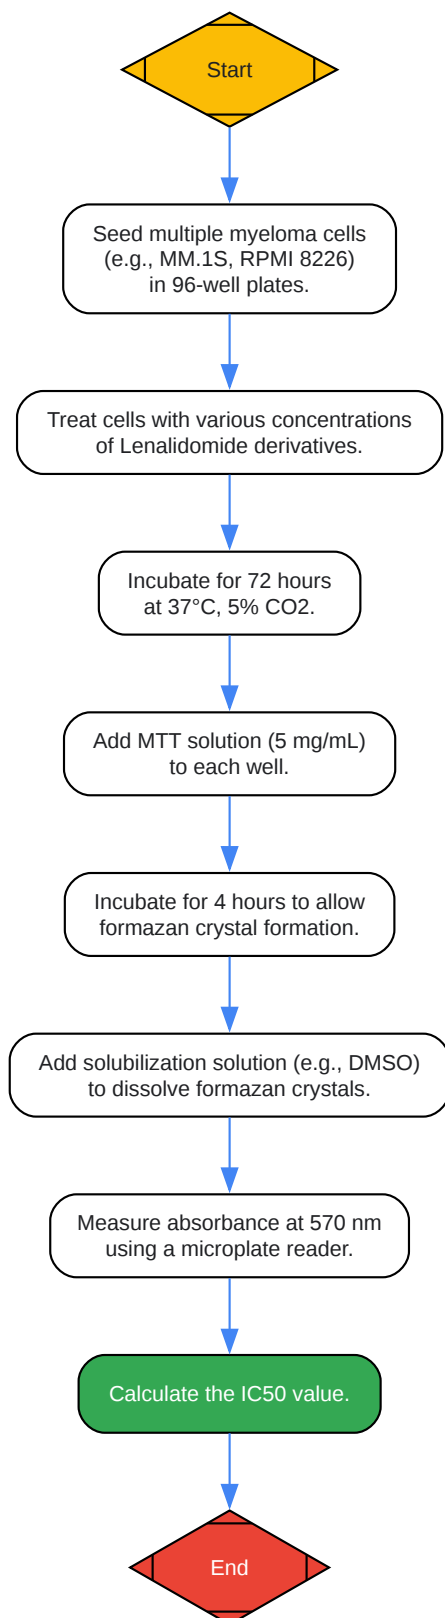 Start
Seed multiple myeloma cells
(e.g., MM.1S, RPMI 8226)
in 96-well plates.
Treat cells with various concentrations
of Lenalidomide derivatives.
Incubate for 72 hours
at 37°C, 5% CO2.
Add MTT solution (5 mg/mL)
to each well.
Incubate for 4 hours to allow
formazan crystal formation.
Add solubilization solution (e.g., DMSO)
to dissolve formazan crystals.
Measure absorbance at 570 nm
using a microplate reader.
Calculate the IC50 value.
End